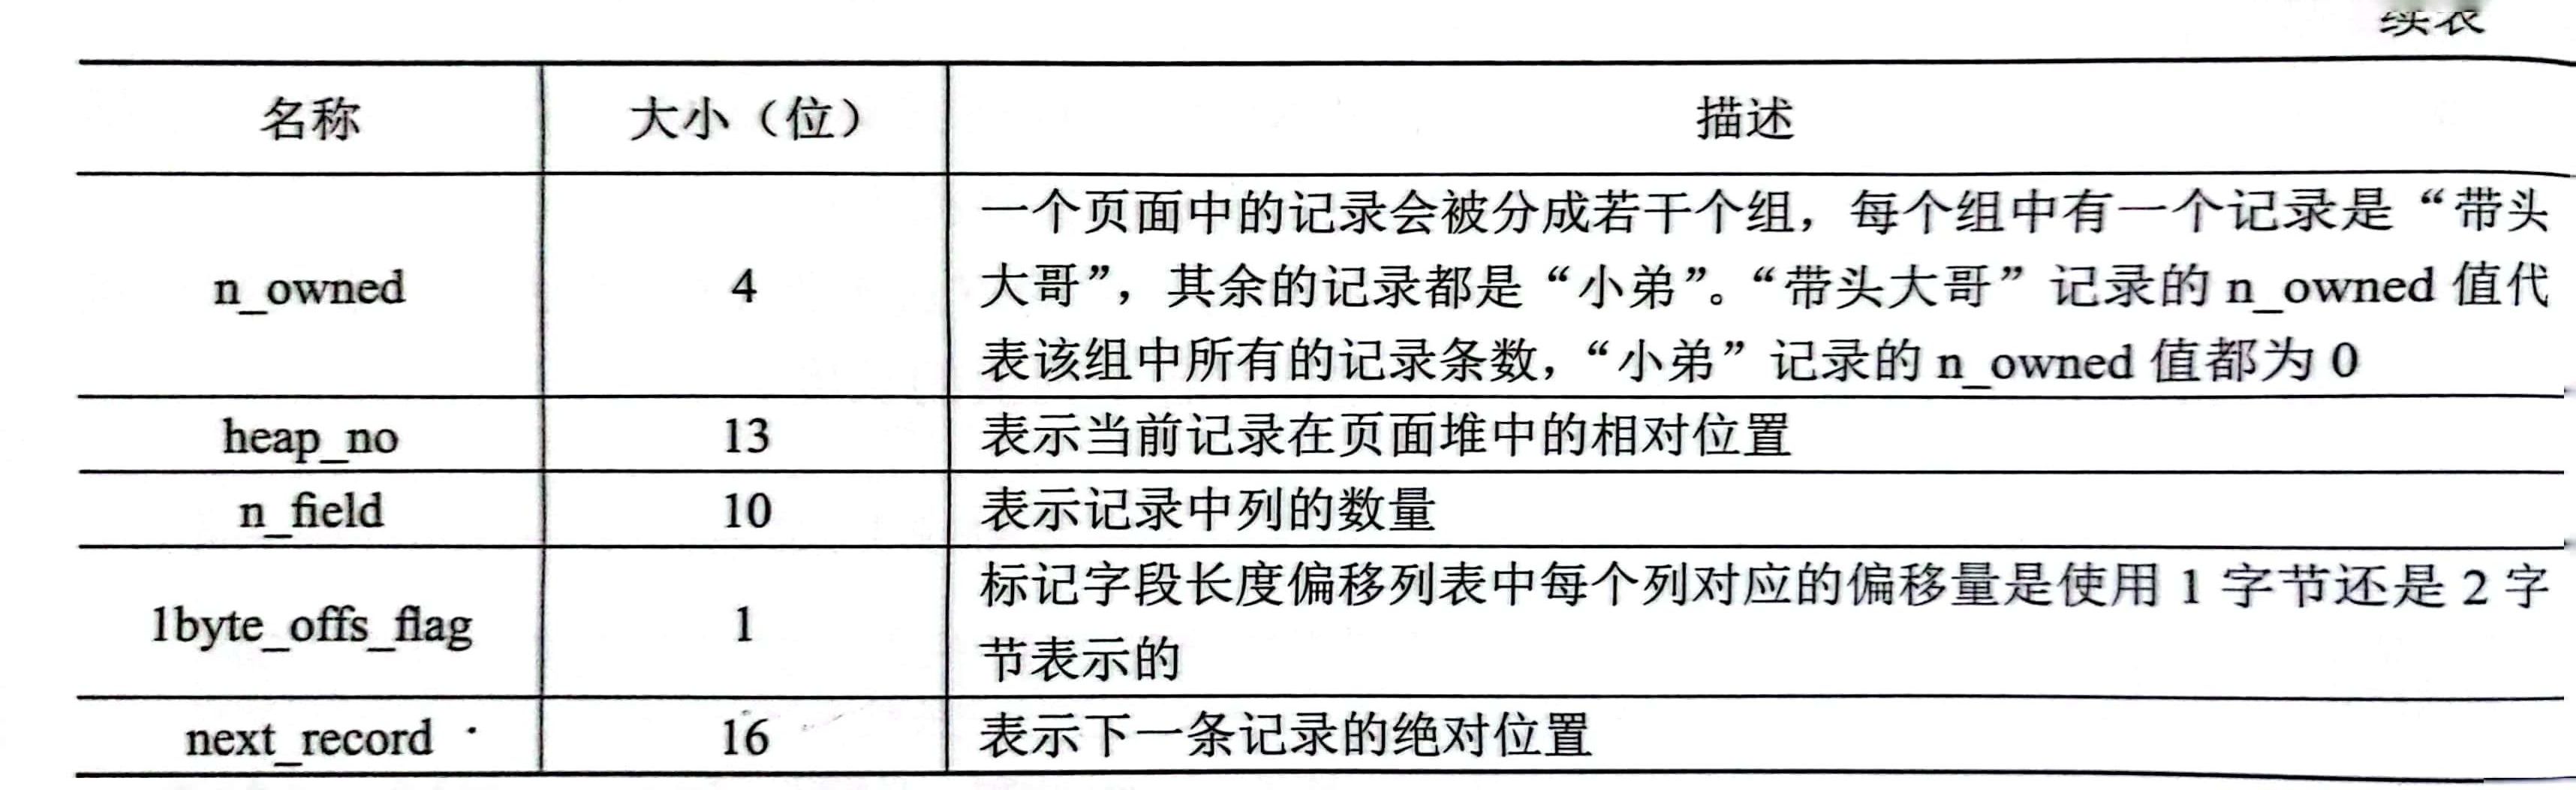 续表
名称 大小（位） 描述
一个页面中的记录会被分成若干个组，每个组中有一个记录是“带头
n_owned 4 大哥”，其余的记录都是“小弟”。“带头大哥”记录的 n_owned 值代
表该组中所有的记录条数，“小弟”记录的 n_owned 值都为 0
heap_no 13 表示当前记录在页面堆中的相对位置
n_field 10 表示记录中列的数量
标记字段长度偏移列表中每个列对应的偏移量是使用 1 字节还是 2 字
1byte_offs_flag 1
节表示的
next_record 16 表示下一条记录的绝对位置